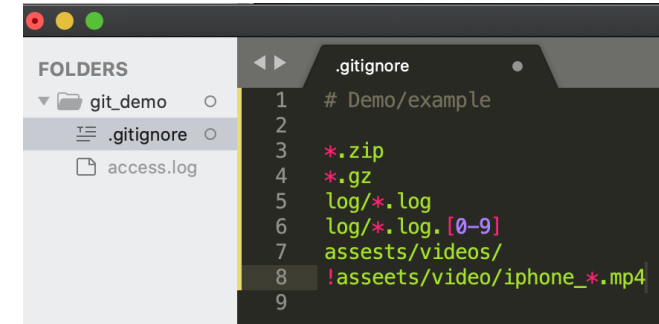 FOLDERS
git_demo
.gitignore
access.log
.gitignore
1 # Demo/example
2
3 *.zip
4 *.gz
5 log/*.log
6 log/*.log.[0-9]
7 assests/videos/
8 !asseets/video/iphone_*.mp4
9